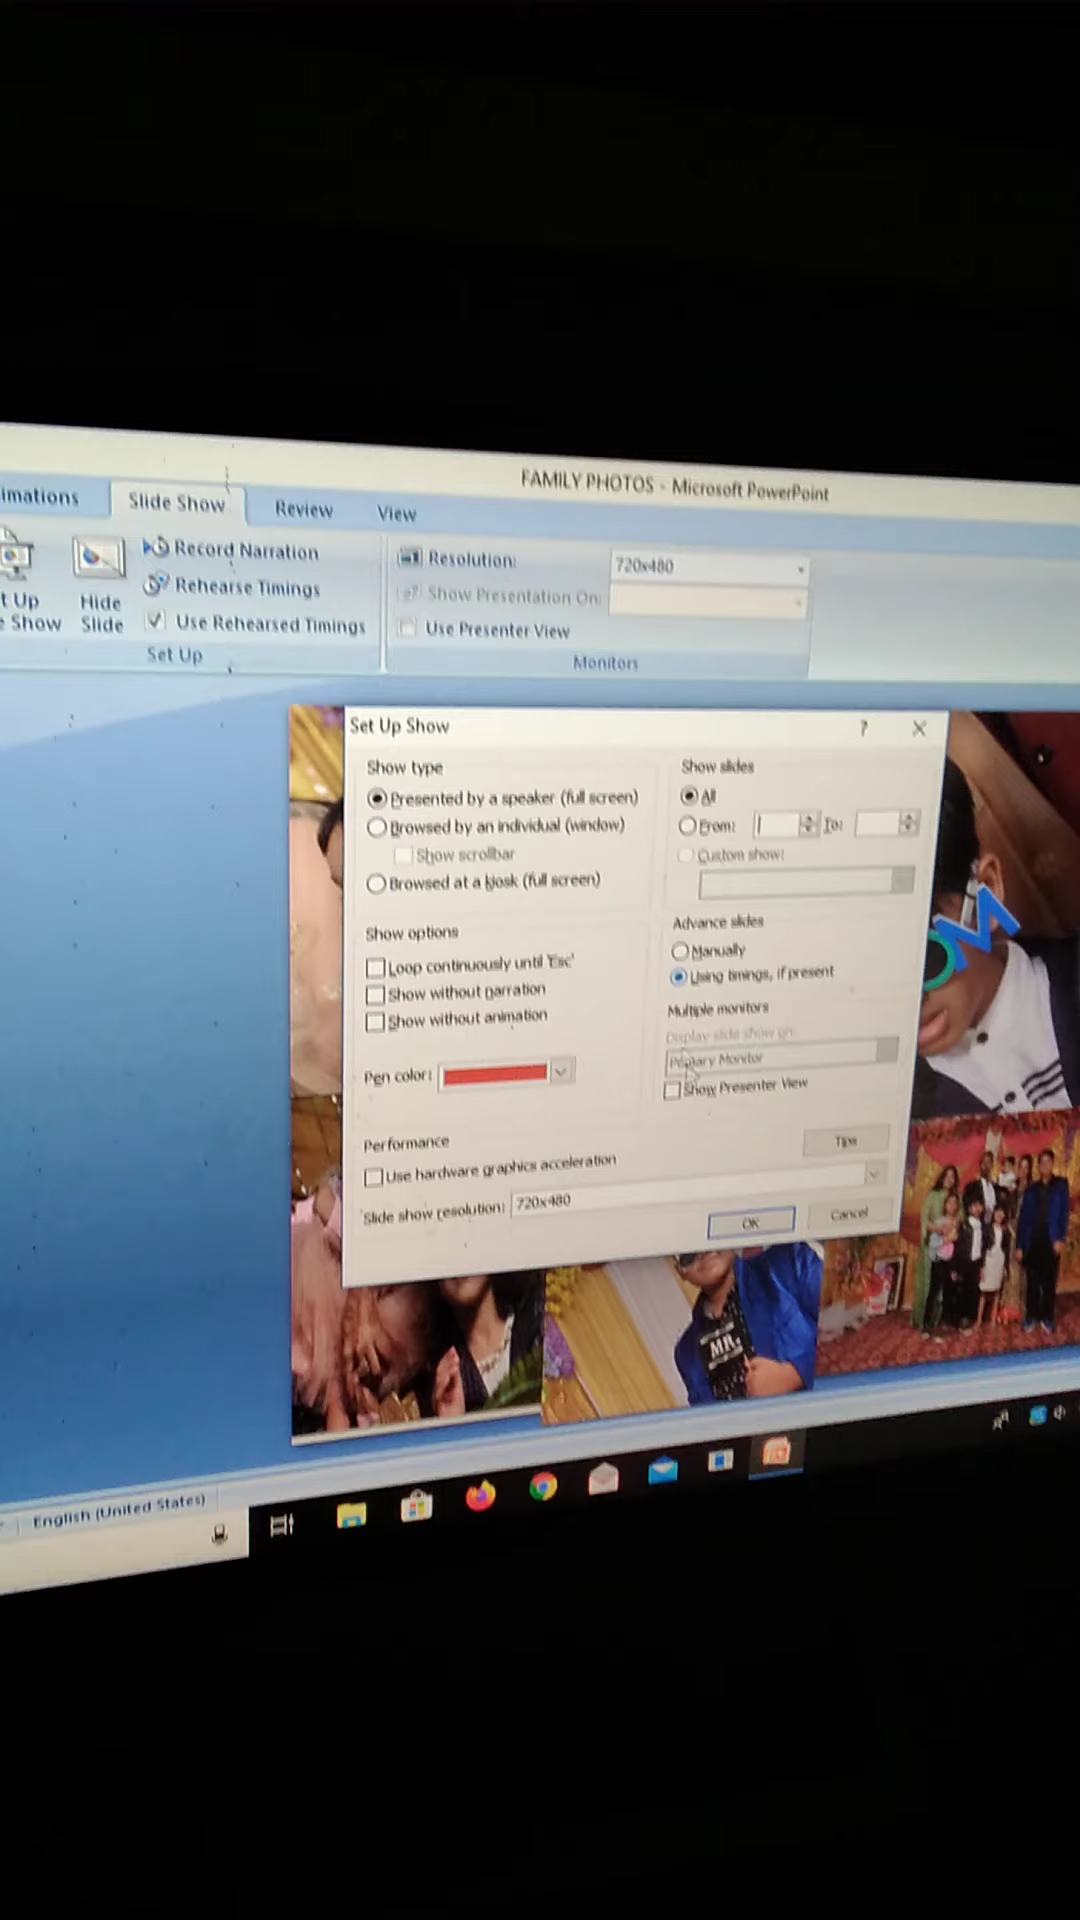 FAMILY PHOTOS - Microsoft PowerPoint
imations
Slide Show
Review
View
Record Narration
Rehearse Timings
Use Rehearsed Timings
t Up
e Show
Hide
Slide
Set Up
Resolution:
720x480
Show Presentation On:
Use Presenter View
Monitors
Set Up Show
?
Show type
Presented by a speaker (full screen)
Browsed by an individual (window)
Show scrollbar
Browsed at a kiosk (full screen)
Show slides
All
From:
To:
Custom show:
Show options
Loop continuously until 'Esc'
Show without narration
Show without animation
Pen color:
Advance slides
Manually
Using timings, if present
Multiple monitors
Display slide show on:
Primary Monitor
Show Presenter View
Performance
Tips
Use hardware graphics acceleration
Slide show resolution:
720x480
OK
Cancel
OM
MR.
English (United States)